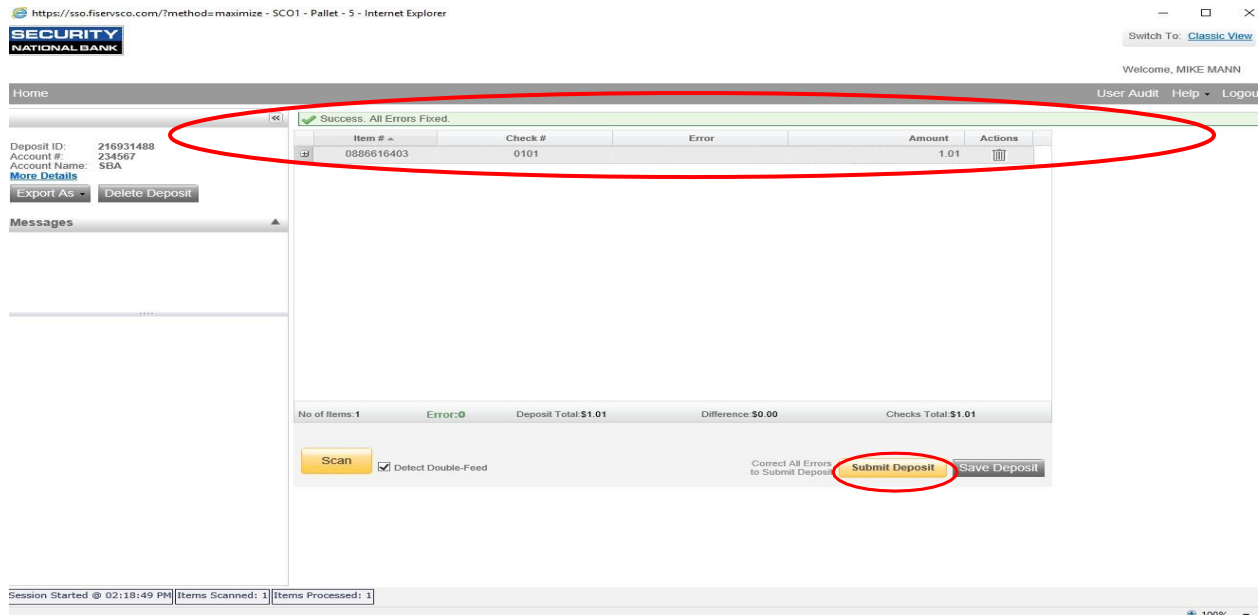 https://sso.fiservsco.com/?method=maximize - SCO1 - Pallet - 5 - Internet Explorer
SECURITY
NATIONAL BANK
Switch To: Classic View
Welcome, MIKE MANN
Home
User Audit Help Logou
Success. All Errors Fixed.
Item # Check # Error Amount Actions
0886616403 0101 1.01
Deposit ID: 216931488
Account #: 234567
Account Name: SBA
More Details
Export As Delete Deposit
Messages
No of Items:1 Error:0 Deposit Total:$1.01 Difference:$0.00 Checks Total:$1.01
Scan Detect Double-Feed
Correct All Errors
to Submit Deposit
Submit Deposit Save Deposit
Session Started @ 02:18:49 PM Items Scanned: 1 Items Processed: 1
100%